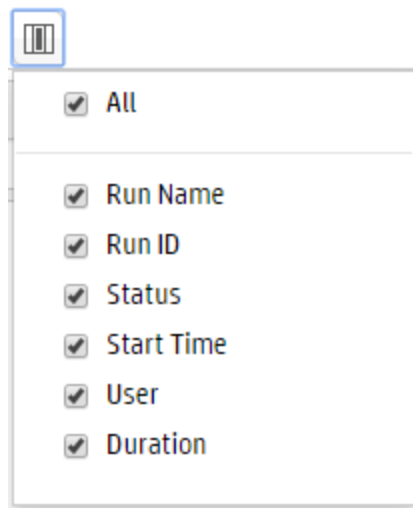 All
Run Name
Run ID
Status
Start Time
User
Duration